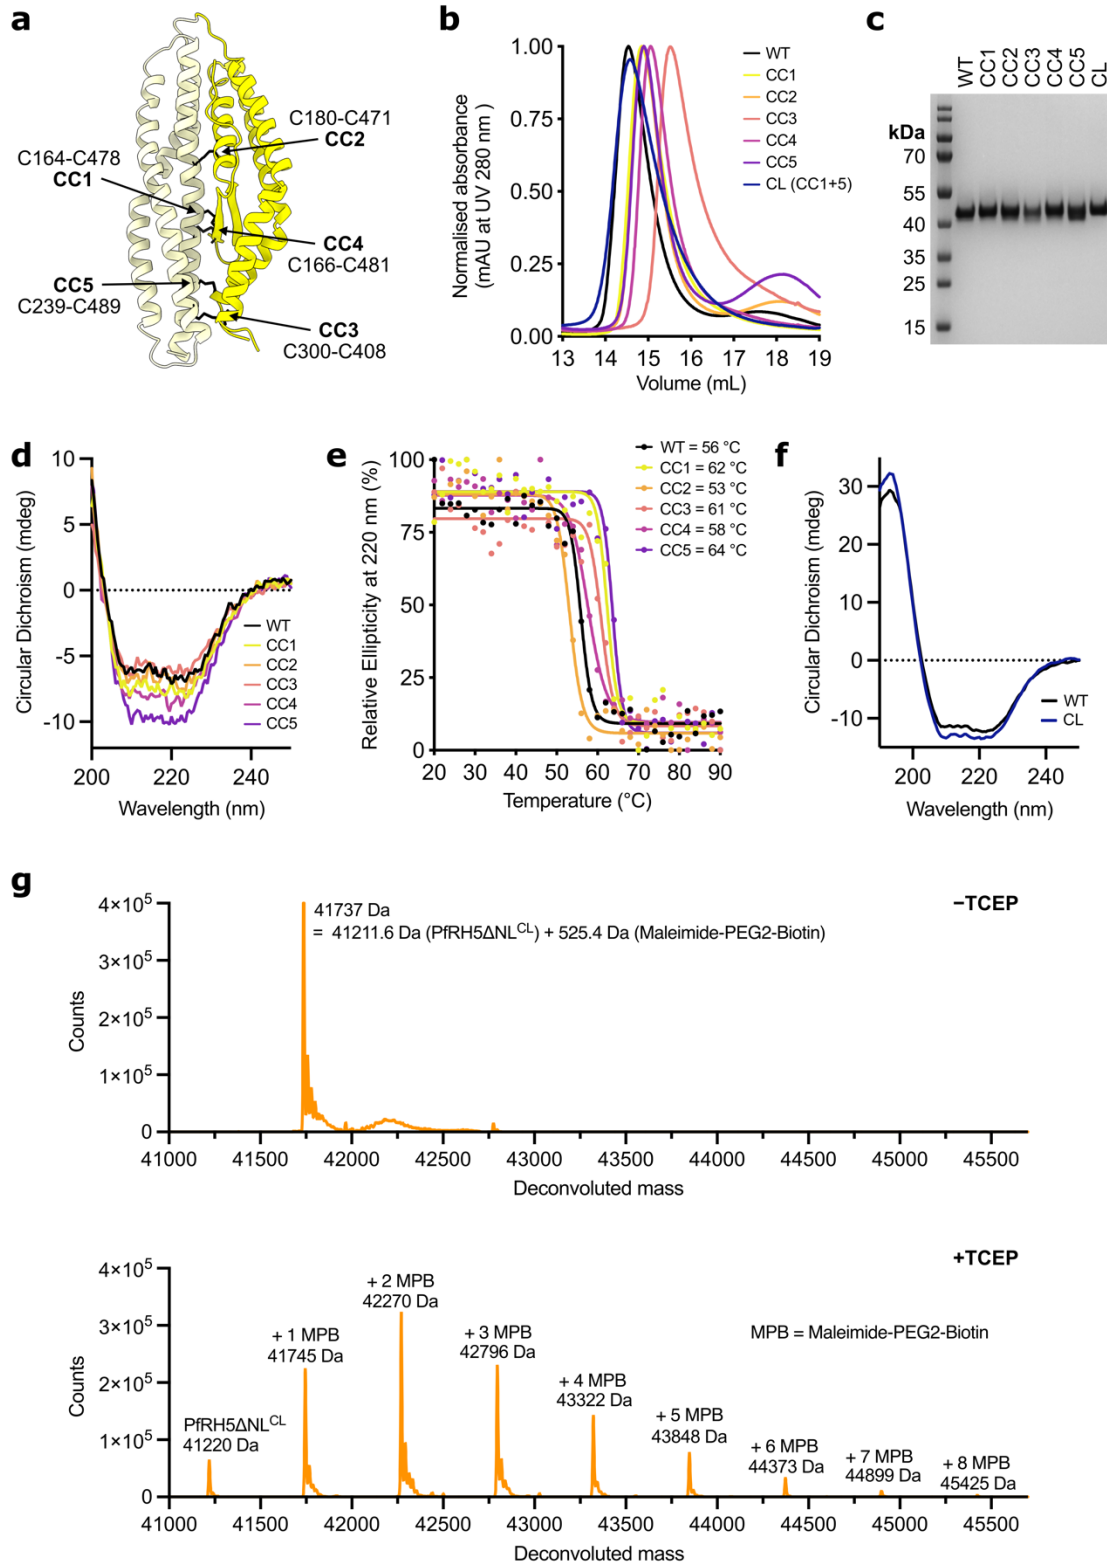 a
C180-C471
CC2
C164-C478
CC1
CC4
C166-C481
CC5
C239-C489
CC3
C300-C408
b
Normalised absorbance
(mAU at UV 280 nm)
1.00
0.75
0.50
0.25
0.00
13 14 15 16 17 18 19
Volume (mL)
WT
CC1
CC2
CC3
CC4
CC5
CL (CC1+5)
c
WT CC1 CC2 CC3 CC4 CC5 CL
kDa
70
55
40
35
25
15
d
Circular Dichroism (mdeg)
10
5
0
-5
-10
200 220 240
Wavelength (nm)
WT
CC1
CC2
CC3
CC4
CC5
e
Relative Ellipticity at 220 nm (%)
100
75
50
25
0
20 30 40 50 60 70 80 90
Temperature (°C)
WT = 56 °C
CC1 = 62 °C
CC2 = 53 °C
CC3 = 61 °C
CC4 = 58 °C
CC5 = 64 °C
f
Circular Dichroism (mdeg)
30
20
10
0
-10
200 220 240
Wavelength (nm)
WT
CL
g
−TCEP
Counts
4×10⁵
3×10⁵
2×10⁵
1×10⁵
0
41737 Da
= 41211.6 Da (PfRH5ΔNLᶜᴸ) + 525.4 Da (Maleimide-PEG2-Biotin)
41000 41500 42000 42500 43000 43500 44000 44500 45000 45500
Deconvoluted mass
+TCEP
Counts
4×10⁵
3×10⁵
2×10⁵
1×10⁵
0
PfRH5ΔNLᶜᴸ
41220 Da
+ 1 MPB
41745 Da
+ 2 MPB
42270 Da
+ 3 MPB
42796 Da
+ 4 MPB
43322 Da
+ 5 MPB
43848 Da
+ 6 MPB
44373 Da
+ 7 MPB
44899 Da
+ 8 MPB
45425 Da
MPB = Maleimide-PEG2-Biotin
41000 41500 42000 42500 43000 43500 44000 44500 45000 45500
Deconvoluted mass